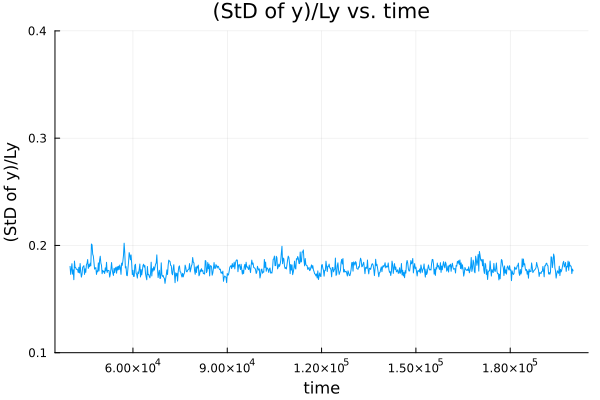 (StD of y)/Ly vs. time
(StD of y)/Ly
0.4
0.3
0.2
0.1
6.00×10⁴ 9.00×10⁴ 1.20×10⁵ 1.50×10⁵ 1.80×10⁵
time